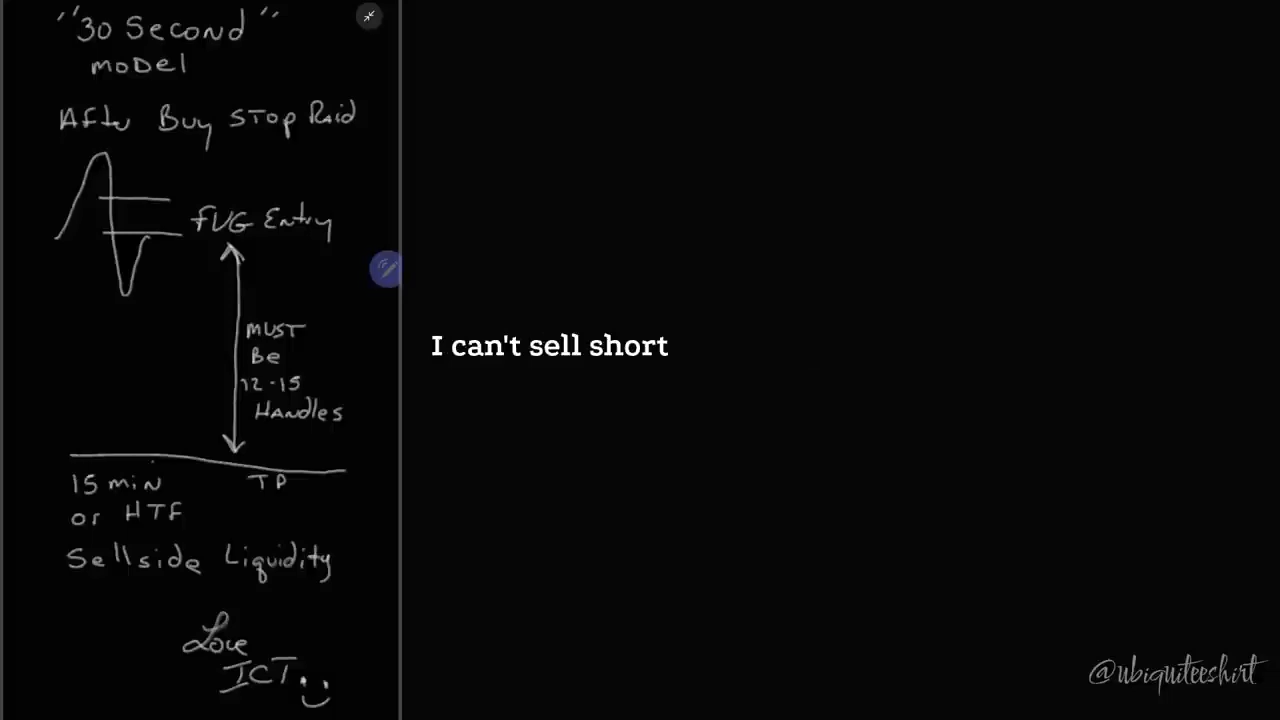 "30 Second"
model
After Buy Stop Raid
FVG Entry
MUST
Be
12-15
Handles
15 min
or HTF
TP
Sellside Liquidity
Love
ICT
I can't sell short
@ubiquiteeshirt